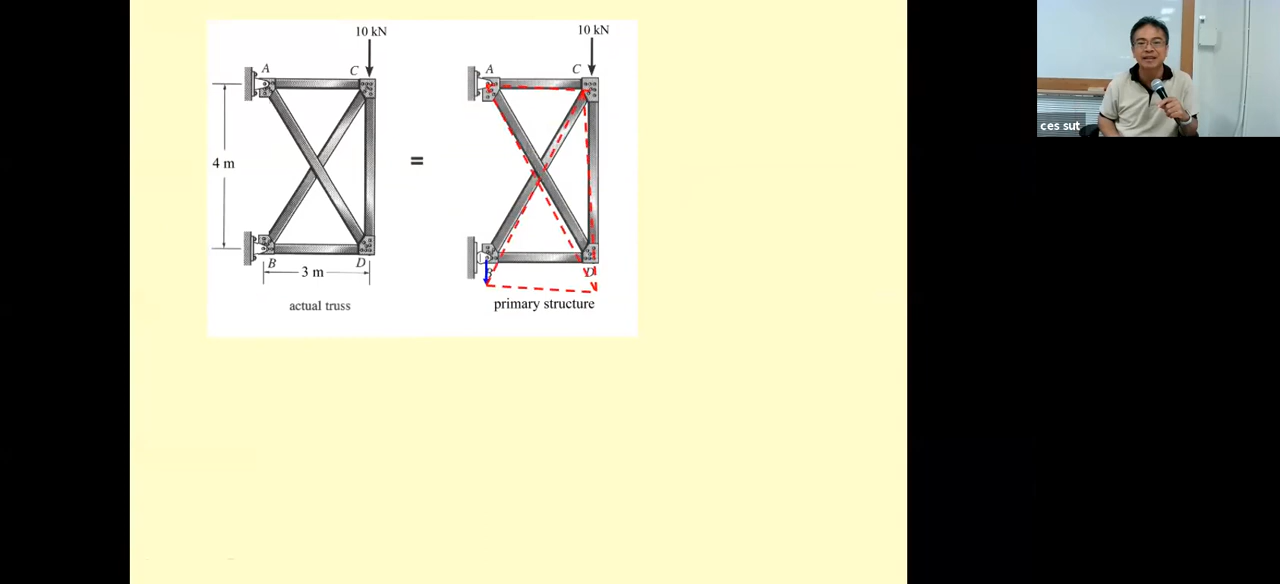 10 kN
10 kN
A
C
A
C
4 m
=
B
D
B
D
3 m
actual truss
primary structure
ces sut